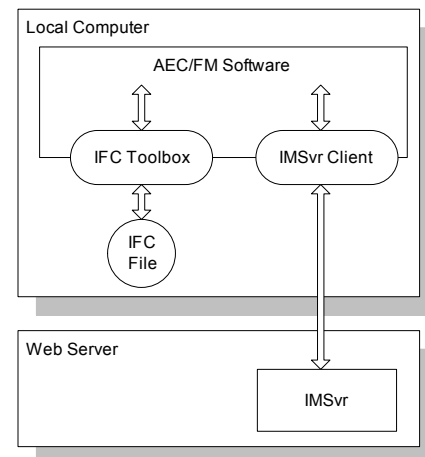 Local Computer
AEC/FM Software
IFC Toolbox
IMSvr Client
IFC
File
Web Server
IMSvr